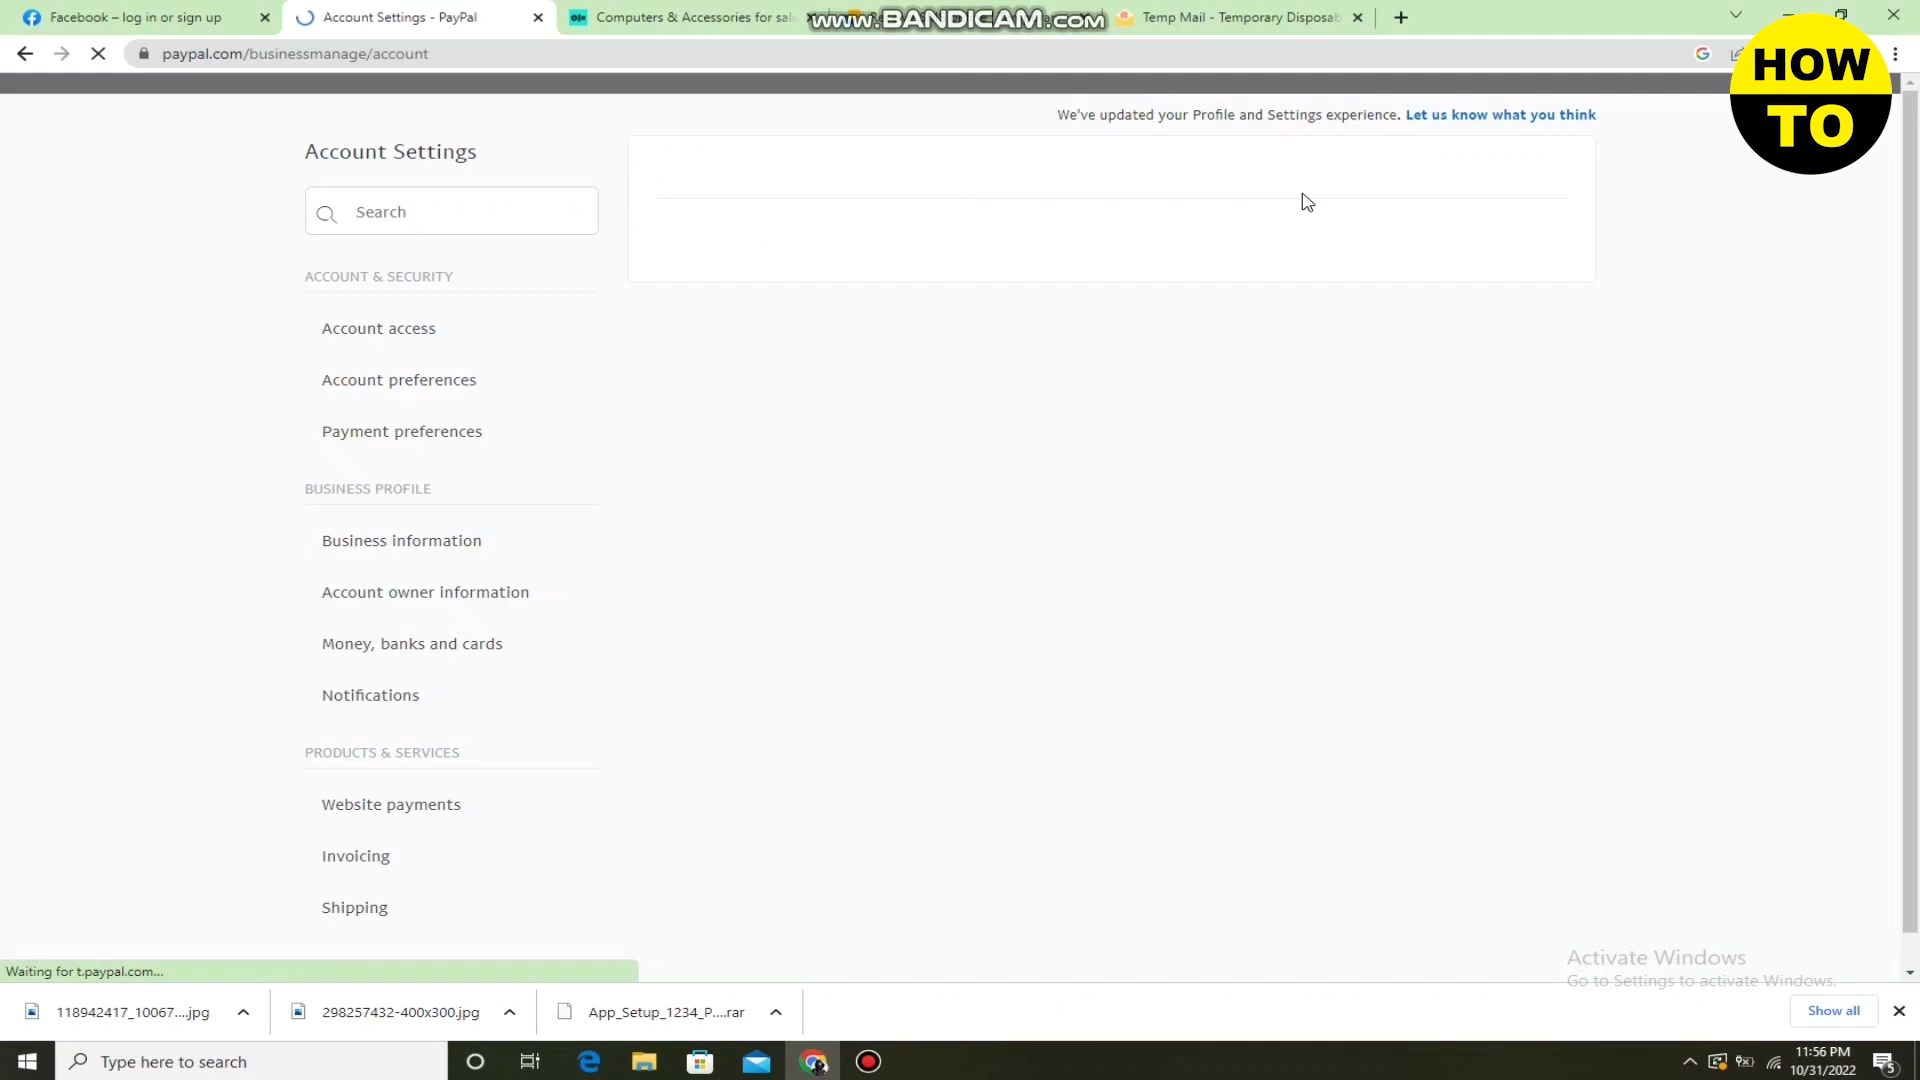 Facebook – log in or sign up
Account Settings - PayPal
Computers & Accessories for sal
www.BANDICAM.com
Temp Mail - Temporary Disposab
paypal.com/businessmanage/account
HOW
TO
We've updated your Profile and Settings experience. Let us know what you think
Account Settings
Search
ACCOUNT & SECURITY
Account access
Account preferences
Payment preferences
BUSINESS PROFILE
Business information
Account owner information
Money, banks and cards
Notifications
PRODUCTS & SERVICES
Website payments
Invoicing
Shipping
Activate Windows
Go to Settings to activate Windows.
Waiting for t.paypal.com...
118942417_10067....jpg
298257432-400x300.jpg
App_Setup_1234_P....rar
Show all
Type here to search
11:56 PM
10/31/2022
5